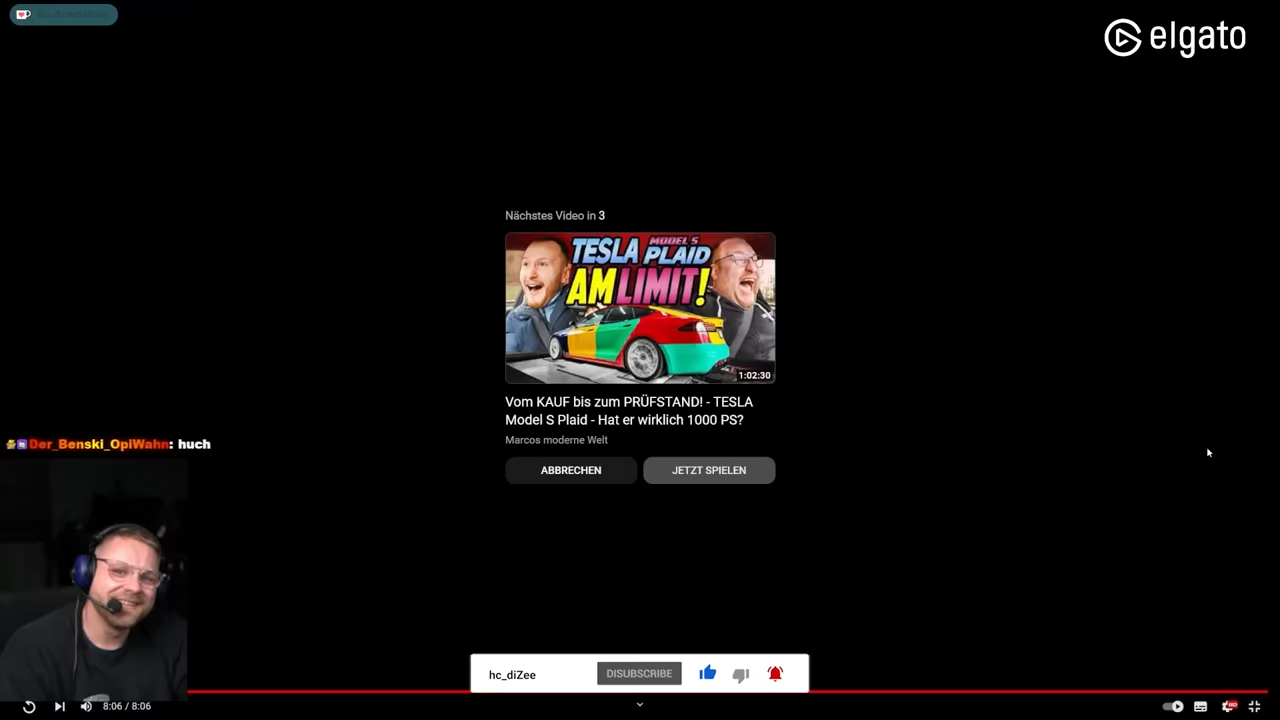 elgato
Nächstes Video in 3
TESLA MODEL S PLAID
AM LIMIT!
1:02:30
Vom KAUF bis zum PRÜFSTAND! - TESLA
Model S Plaid - Hat er wirklich 1000 PS?
Marcos moderne Welt
Der_Benski_OpiWahn: huch
ABBRECHEN JETZT SPIELEN
hc_diZee DISUBSCRIBE
8:06 / 8:06
HD